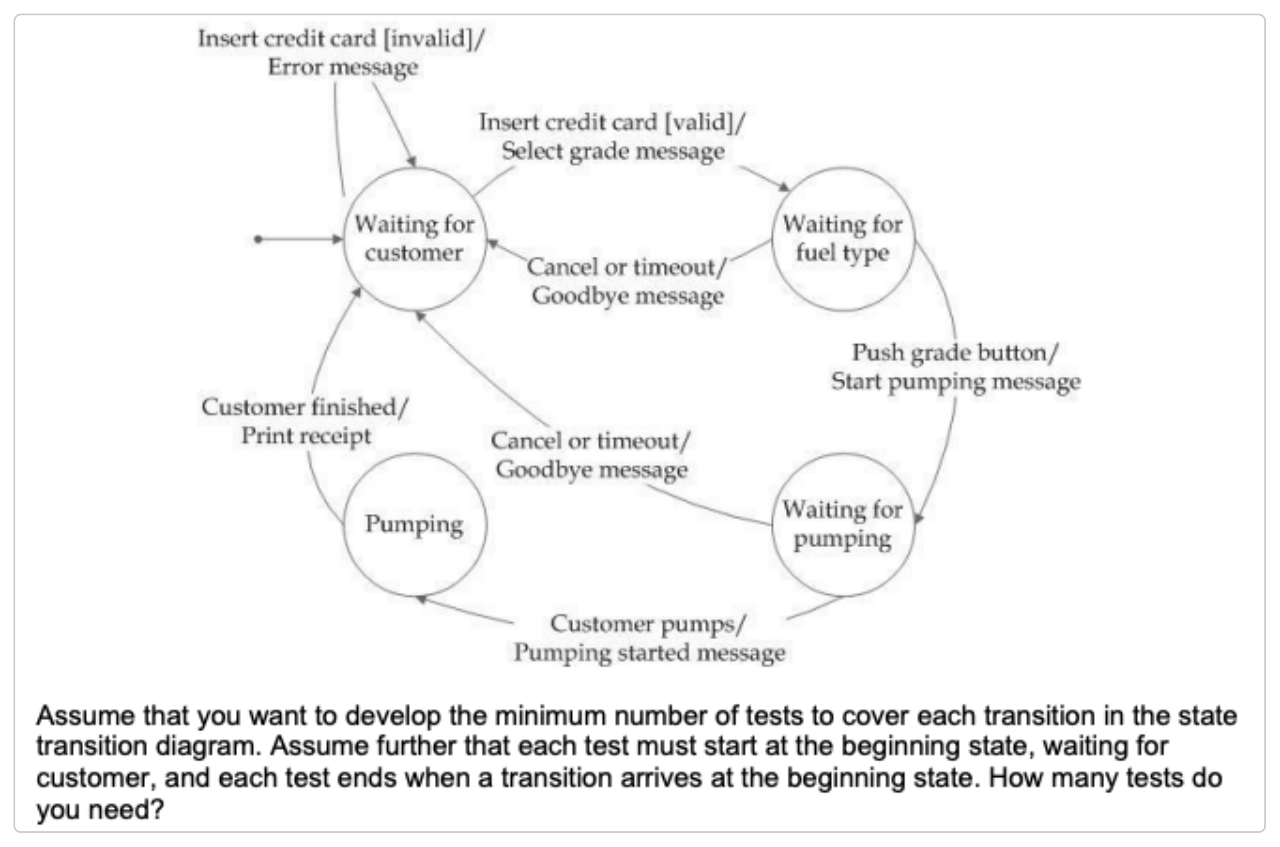 Insert credit card [invalid]/
Error message
Insert credit card [valid]/
Select grade message
Waiting for
customer
Waiting for
fuel type
Cancel or timeout/
Goodbye message
Push grade button/
Start pumping message
Customer finished/
Print receipt
Cancel or timeout/
Goodbye message
Pumping
Waiting for
pumping
Customer pumps/
Pumping started message
Assume that you want to develop the minimum number of tests to cover each transition in the state
transition diagram. Assume further that each test must start at the beginning state, waiting for
customer, and each test ends when a transition arrives at the beginning state. How many tests do
you need?